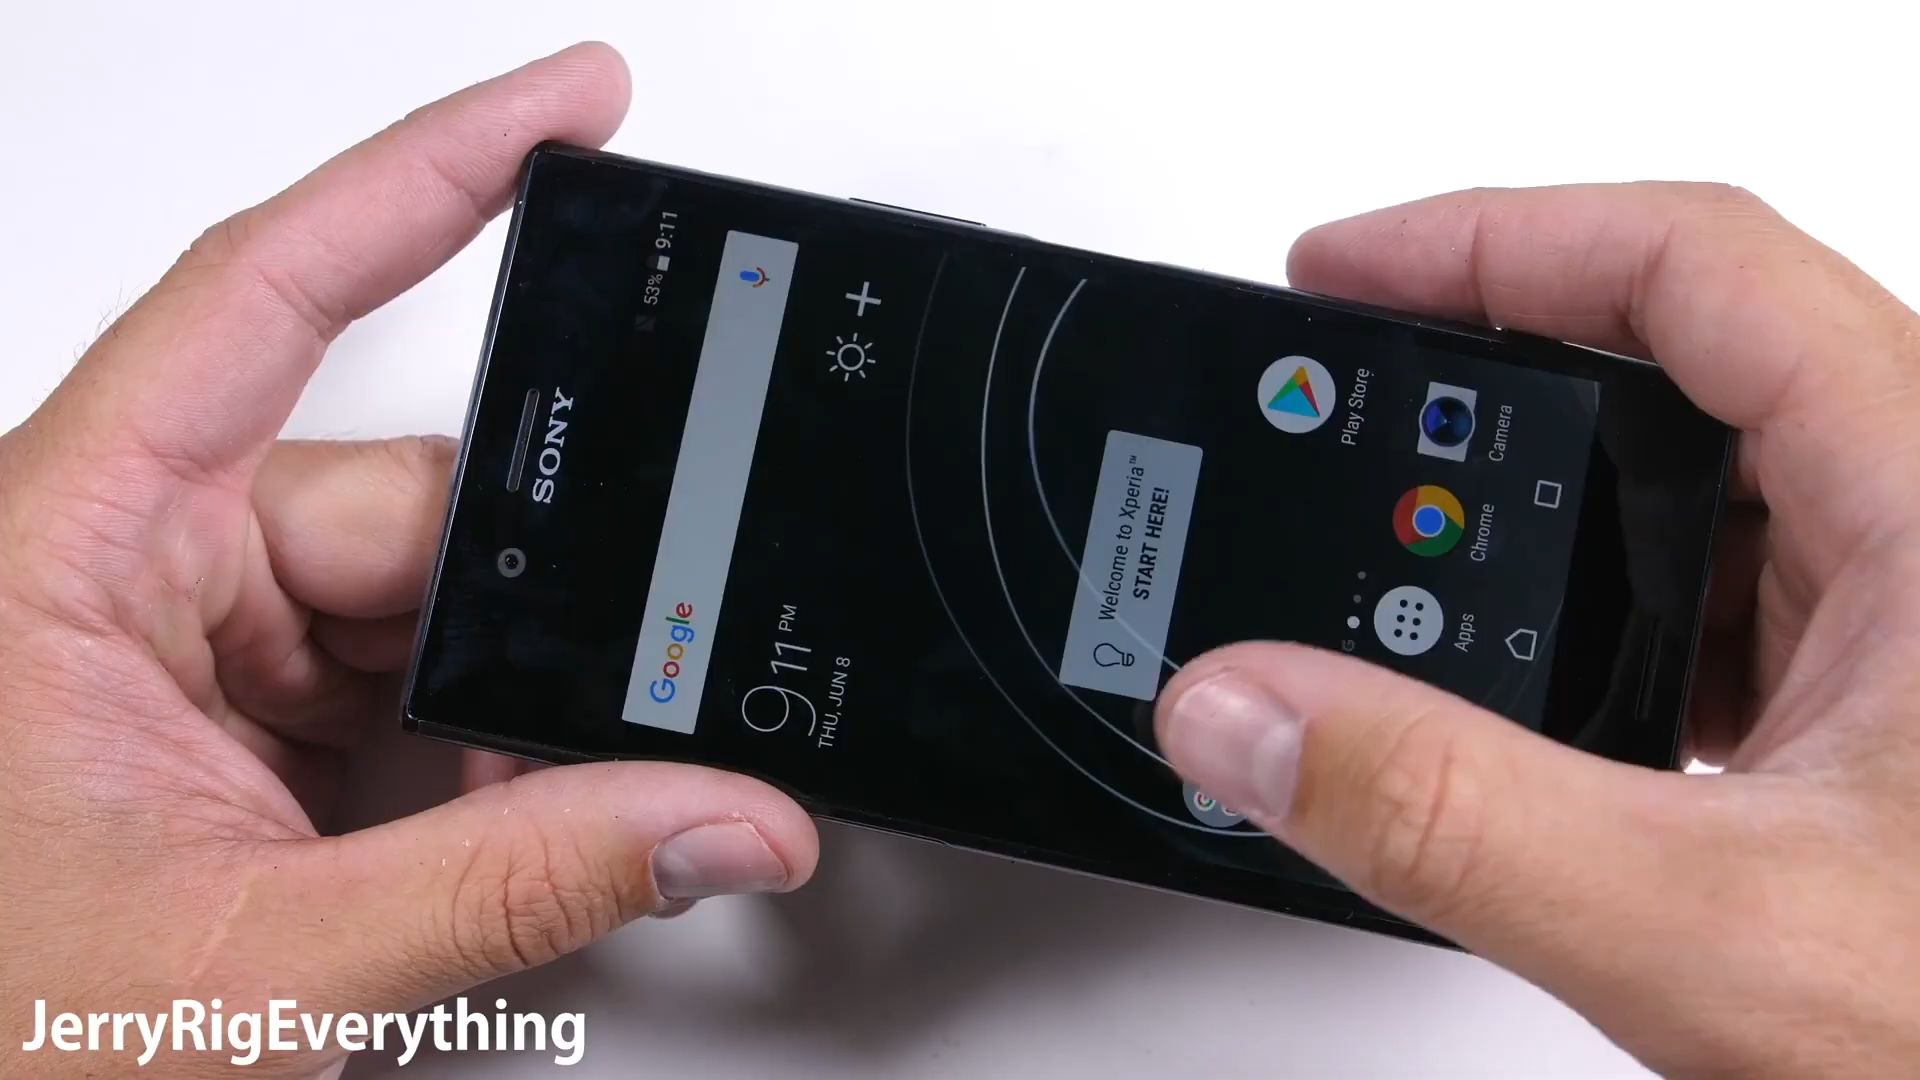 SONY
53% 9:11
Google
9 11 PM
THU, JUN 8
Welcome to Xperia™
START HERE!
Play Store
Camera
Chrome
Apps
JerryRigEverything